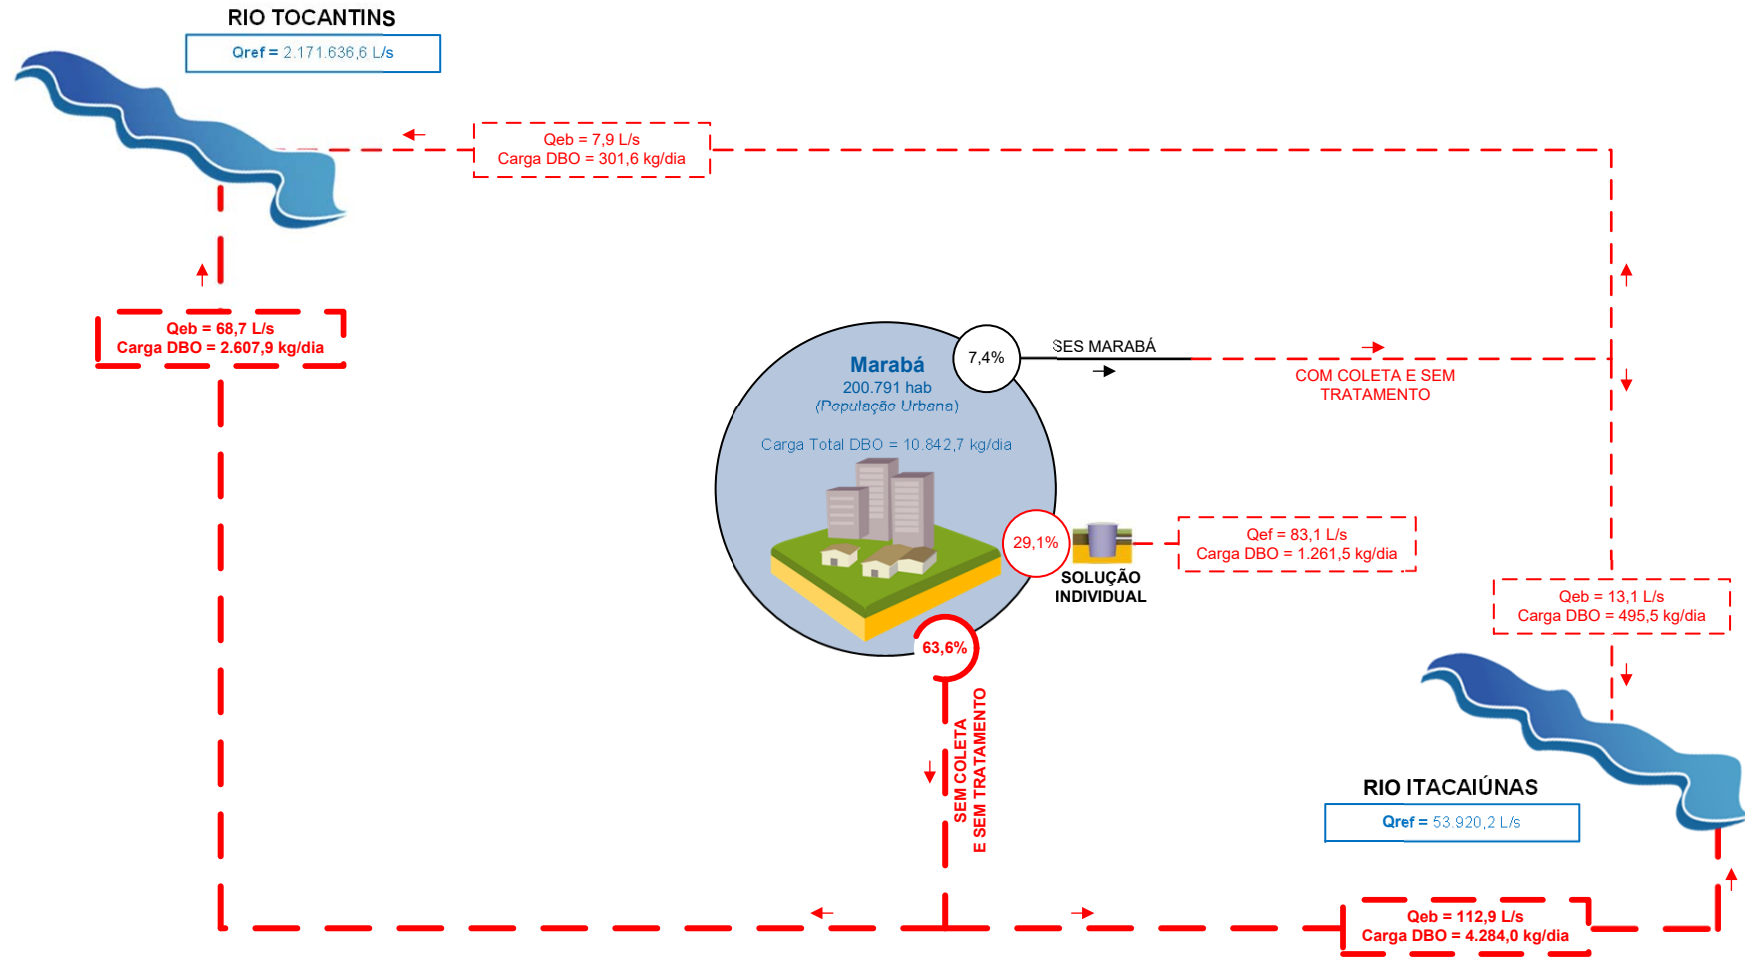 RIO TOCANTINS
Qref = 2.171.636,6 L/s
Qeb = 7,9 L/s
Carga DBO = 301,6 kg/dia
Qeb = 68,7 L/s
Carga DBO = 2.607,9 kg/dia
Marabá
200.791 hab
(População Urbana)
Carga Total DBO = 10.842,7 kg/dia
7,4%
SES MARABÁ
COM COLETA E SEM
TRATAMENTO
29,1%
SOLUÇÃO
INDIVIDUAL
Qef = 83,1 L/s
Carga DBO = 1.261,5 kg/dia
Qeb = 13,1 L/s
Carga DBO = 495,5 kg/dia
63,6%
SEM COLETA
E SEM TRATAMENTO
RIO ITACAIÚNAS
Qref = 53.920,2 L/s
Qeb = 112,9 L/s
Carga DBO = 4.284,0 kg/dia